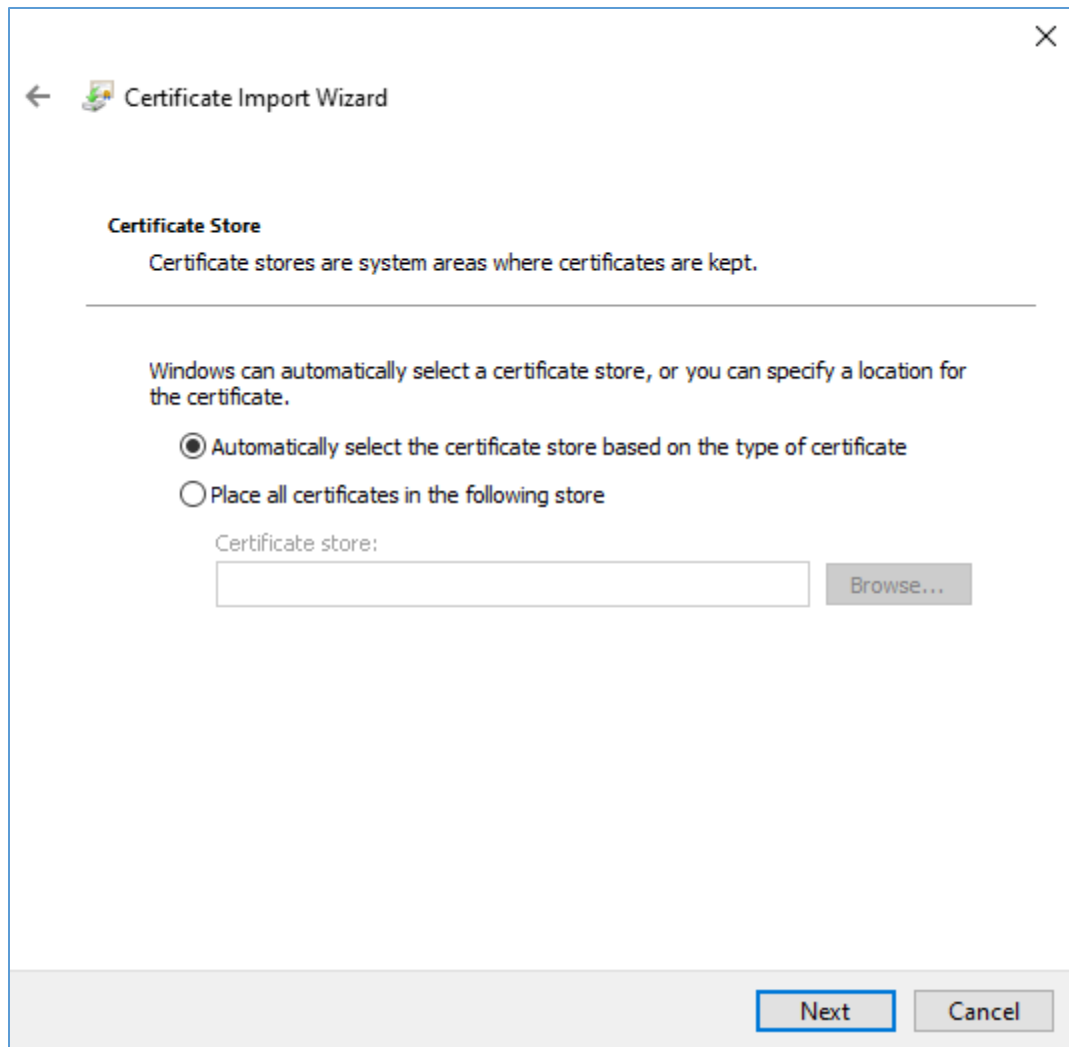 Certificate Import Wizard
Certificate Store
Certificate stores are system areas where certificates are kept.
Windows can automatically select a certificate store, or you can specify a location for
the certificate.
Automatically select the certificate store based on the type of certificate
Place all certificates in the following store
Certificate store:
Browse...
Next
Cancel